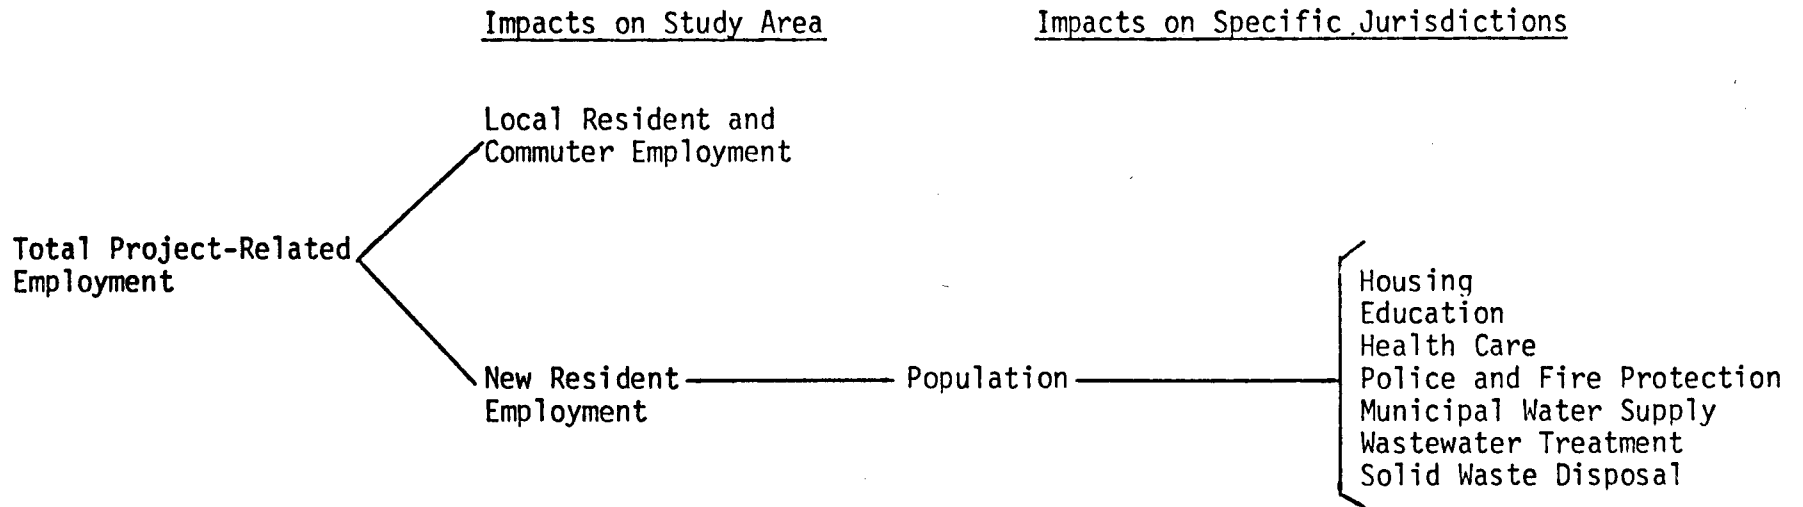 Impacts on Study Area
Impacts on Specific Jurisdictions
Local Resident and
Commuter Employment
Total Project-Related
Employment
New Resident
Employment
Population
Housing
Education
Health Care
Police and Fire Protection
Municipal Water Supply
Wastewater Treatment
Solid Waste Disposal